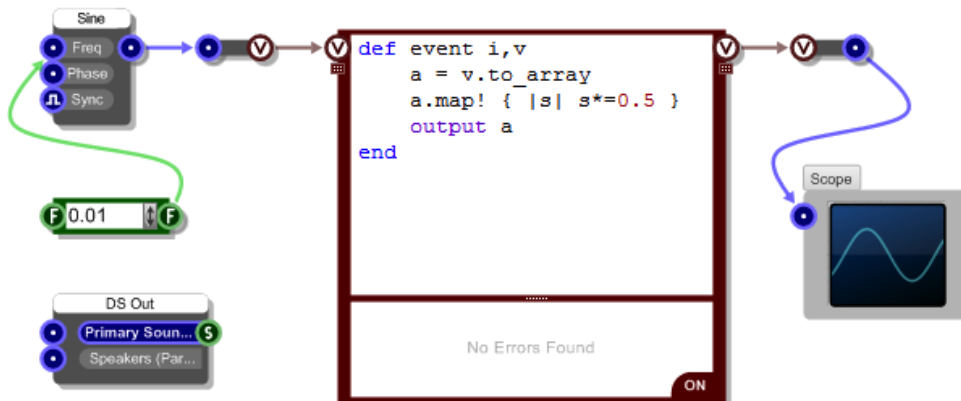 Sine
Freq
Phase
Sync
V
V
def event i,v
    a = v.to_array
    a.map! { |s| s*=0.5 }
    output a
end
V
V
Scope
F 0.01 F
DS Out
Primary Soun... S
Speakers (Par...
No Errors Found
ON